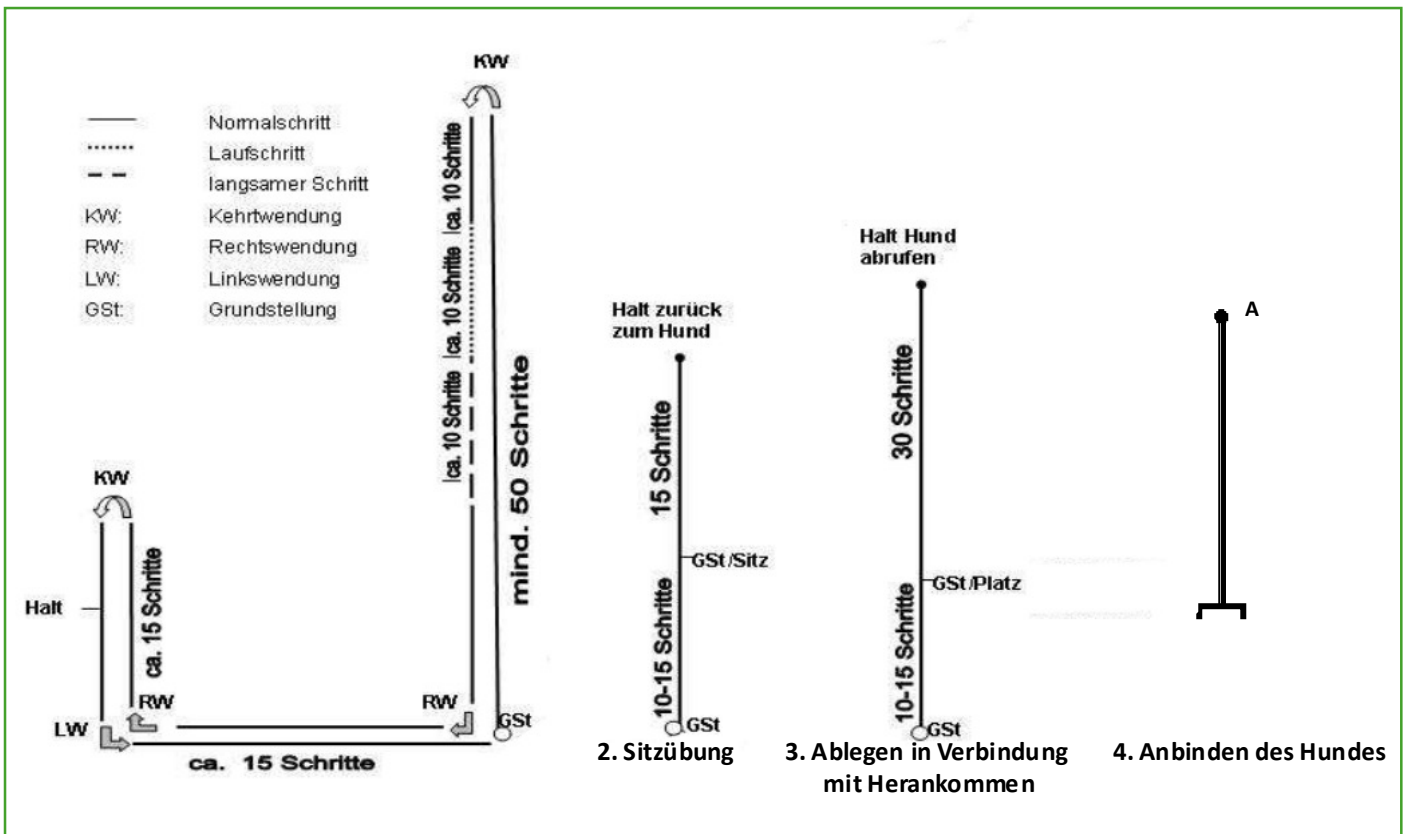 KW
Normalschritt
Laufschritt
langsamer Schritt
KW: Kehrtwendung
RW: Rechtswendung
LW: Linkswendung
GSt: Grundstellung
|ca. 10 Schritte
|ca. 10 Schritte
|ca. 10 Schritte
mind. 50 Schritte
KW
Halt
ca. 15 Schritte
LW
RW
RW
GSt
ca. 15 Schritte
Halt zurück
zum Hund
15 Schritte
GSt/Sitz
10-15 Schritte
GSt
2. Sitzübung
Halt Hund
abrufen
30 Schritte
GSt/Platz
10-15 Schritte
GSt
3. Ablegen in Verbindung
mit Herankommen
A
4. Anbinden des Hundes